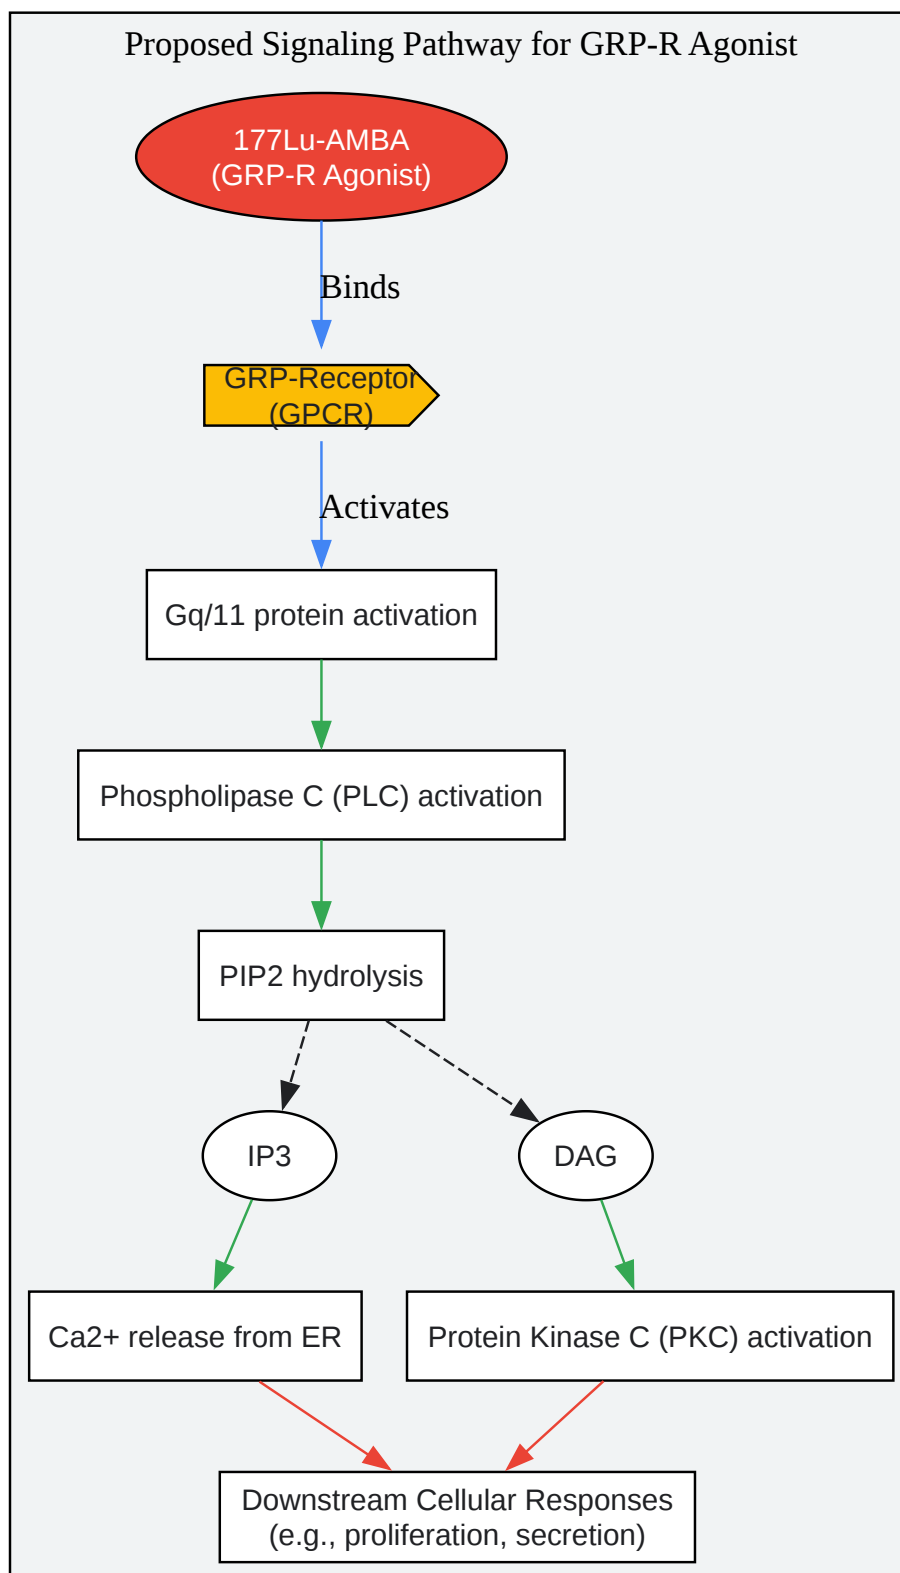 Proposed Signaling Pathway for GRP-R Agonist
177Lu-AMBA
(GRP-R Agonist)
Binds
GRP-Receptor
(GPCR)
Activates
Gq/11 protein activation
Phospholipase C (PLC) activation
PIP2 hydrolysis
IP3
DAG
Ca2+ release from ER
Protein Kinase C (PKC) activation
Downstream Cellular Responses
(e.g., proliferation, secretion)